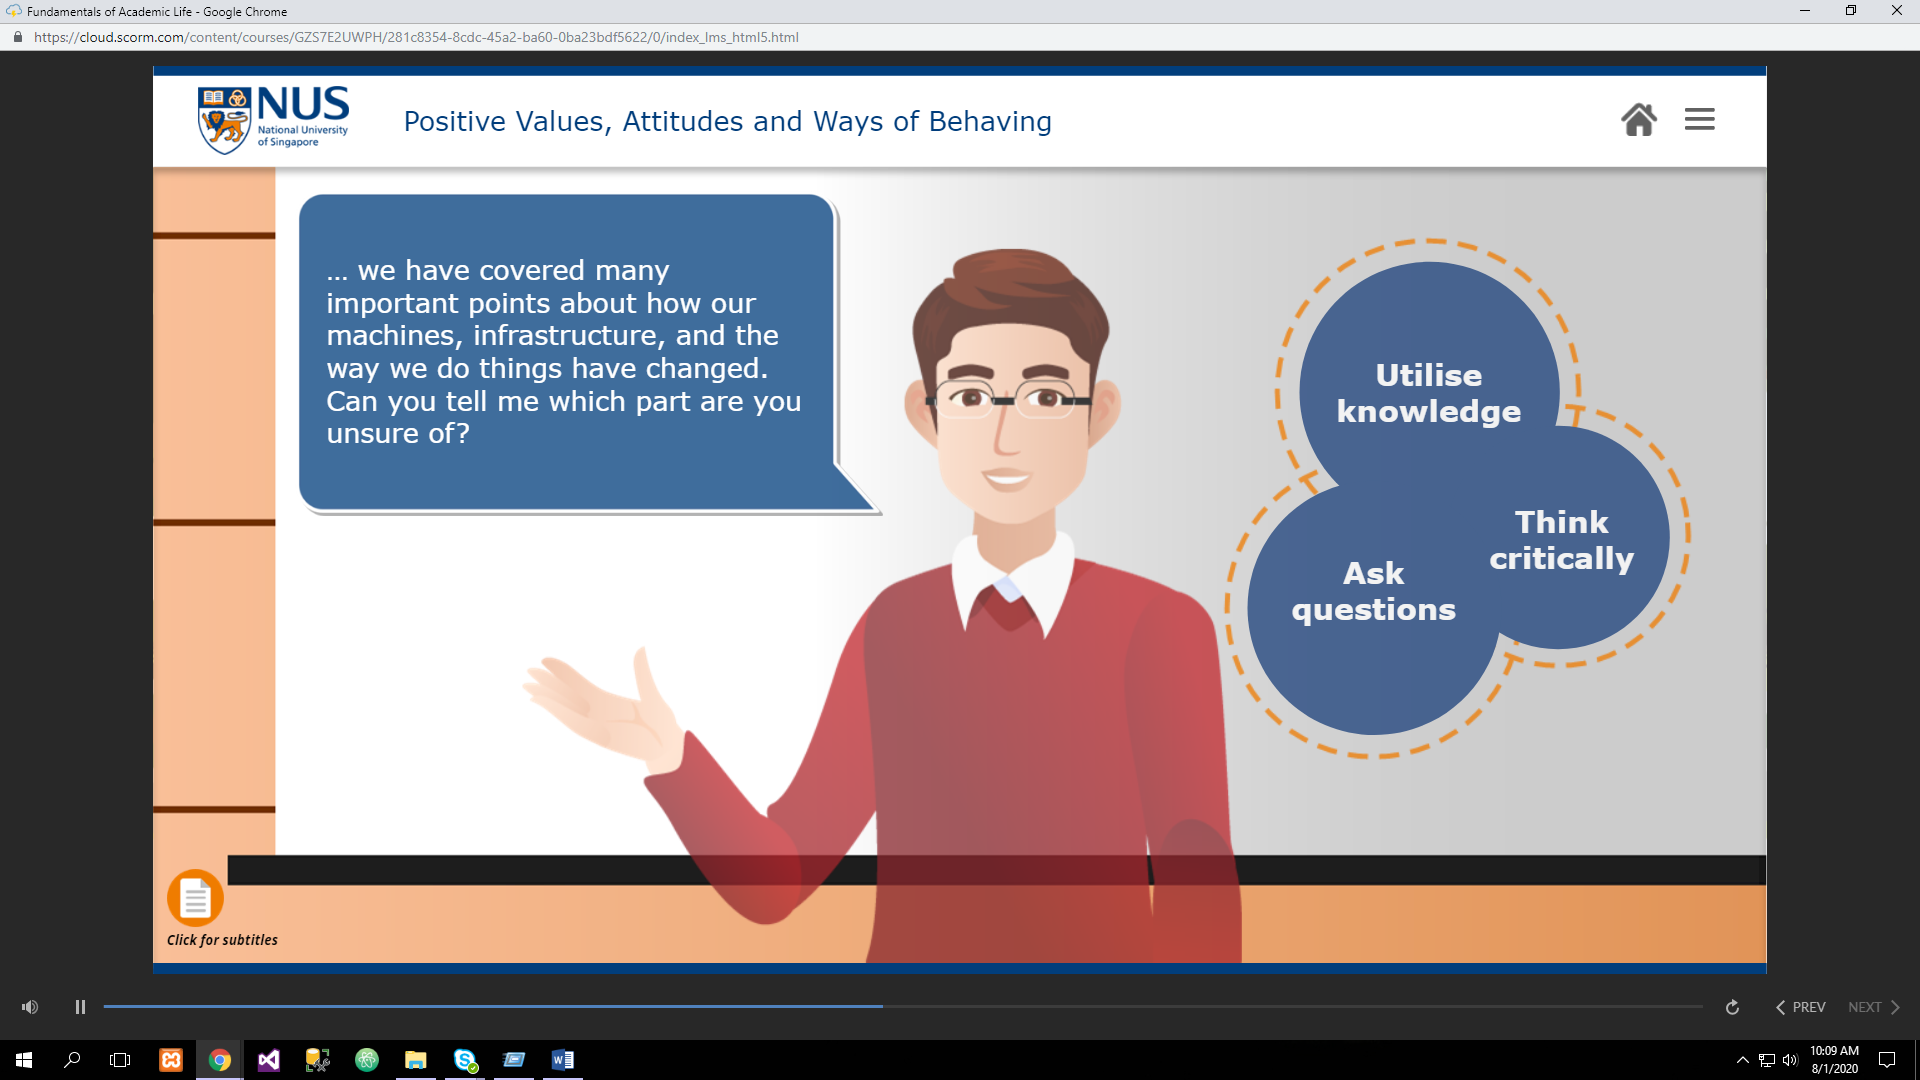 Fundamentals of Academic Life - Google Chrome
https://cloud.scorm.com/content/courses/GZS7E2UWPH/281c8354-8cdc-45a2-ba60-0ba23bdf5622/0/index_lms_html5.html
NUS
National University
of Singapore
Positive Values, Attitudes and Ways of Behaving
... we have covered many
important points about how our
machines, infrastructure, and the
way we do things have changed.
Can you tell me which part are you
unsure of?
Utilise
knowledge
Think
critically
Ask
questions
Click for subtitles
PREV
NEXT
10:09 AM
8/1/2020